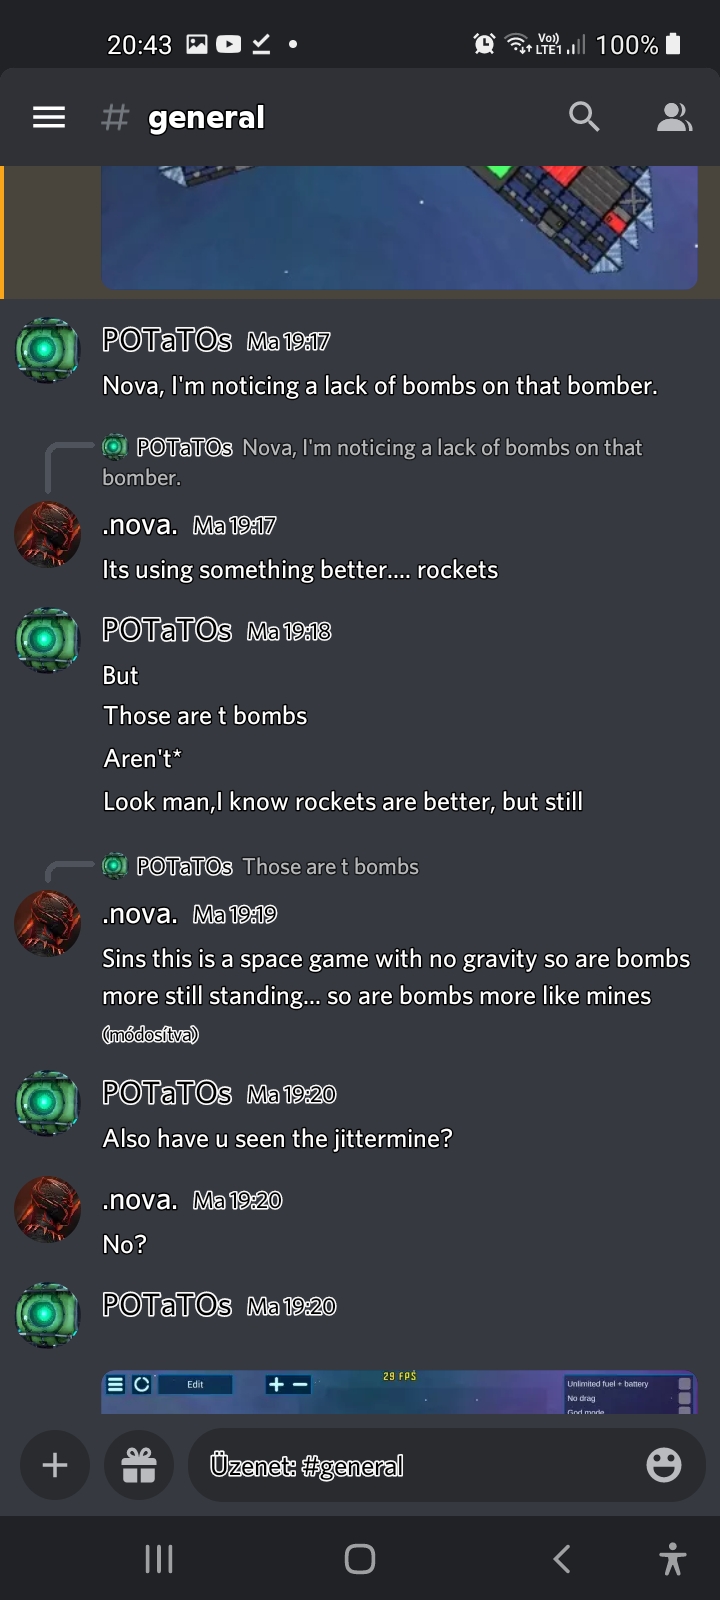 20:43
Vo)) LTE1
100%
# general
POTaTOs Ma 19:17
Nova, I'm noticing a lack of bombs on that bomber.
POTaTOs Nova, I'm noticing a lack of bombs on that
bomber.
.nova. Ma 19:17
Its using something better.... rockets
POTaTOs Ma 19:18
But
Those are t bombs
Aren't*
Look man,I know rockets are better, but still
POTaTOs Those are t bombs
.nova. Ma 19:19
Sins this is a space game with no gravity so are bombs
more still standing... so are bombs more like mines
(módosítva)
POTaTOs Ma 19:20
Also have u seen the jittermine?
.nova. Ma 19:20
No?
POTaTOs Ma 19:20
29 FPS
Edit
Unlimited fuel + battery
No drag
God mode
Üzenet: #general